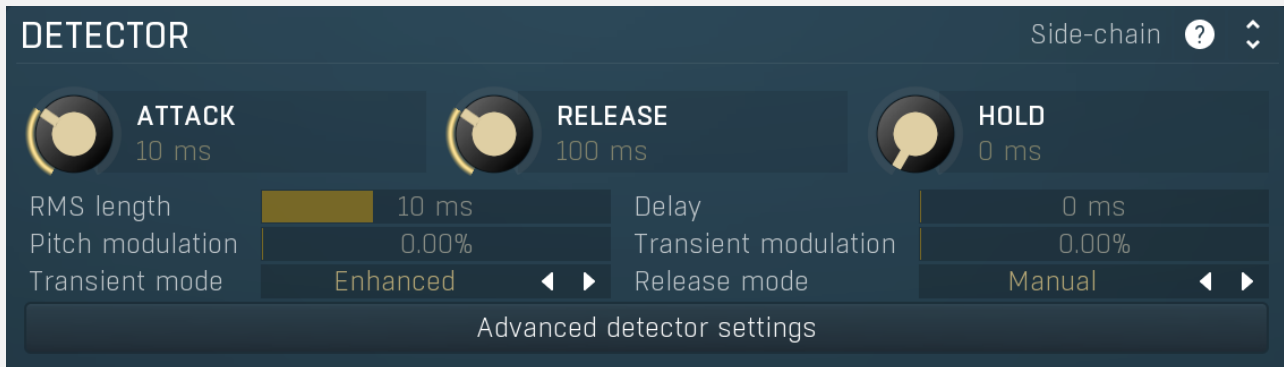 DETECTOR Side-chain ?
ATTACK RELEASE HOLD
10 ms 100 ms 0 ms
RMS length 10 ms Delay 0 ms
Pitch modulation 0.00% Transient modulation 0.00%
Transient mode Enhanced Release mode Manual
Advanced detector settings